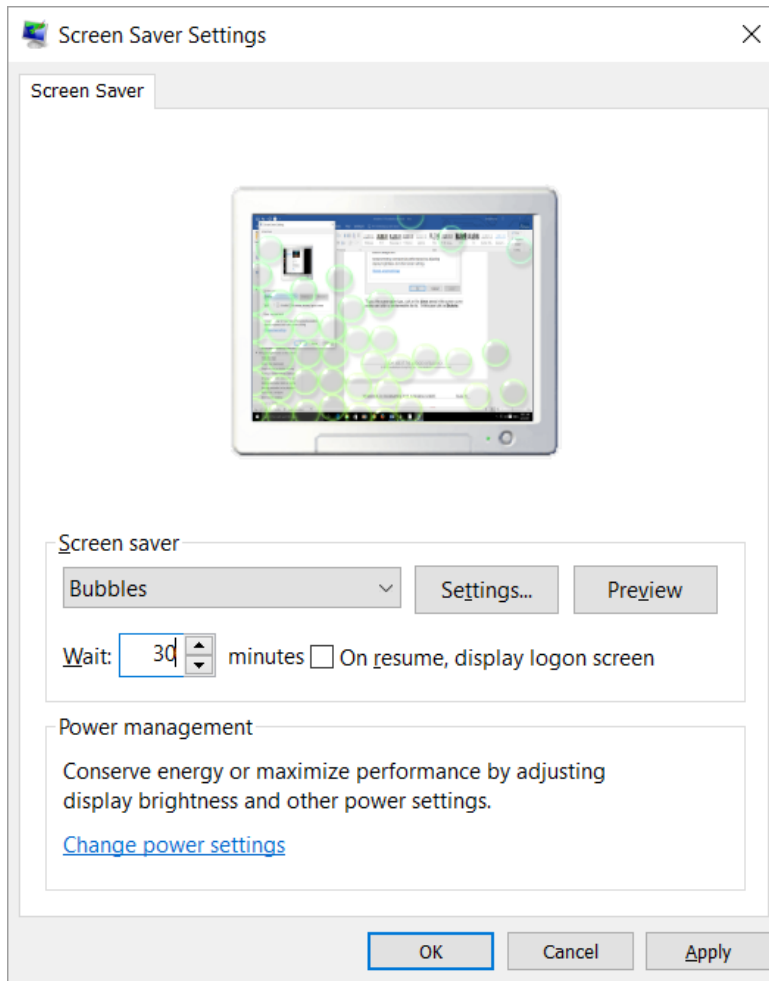 Screen Saver Settings
Screen Saver
Screen saver
Bubbles
Settings...
Preview
Wait: 30 minutes On resume, display logon screen
Power management
Conserve energy or maximize performance by adjusting
display brightness and other power settings.
Change power settings
OK
Cancel
Apply